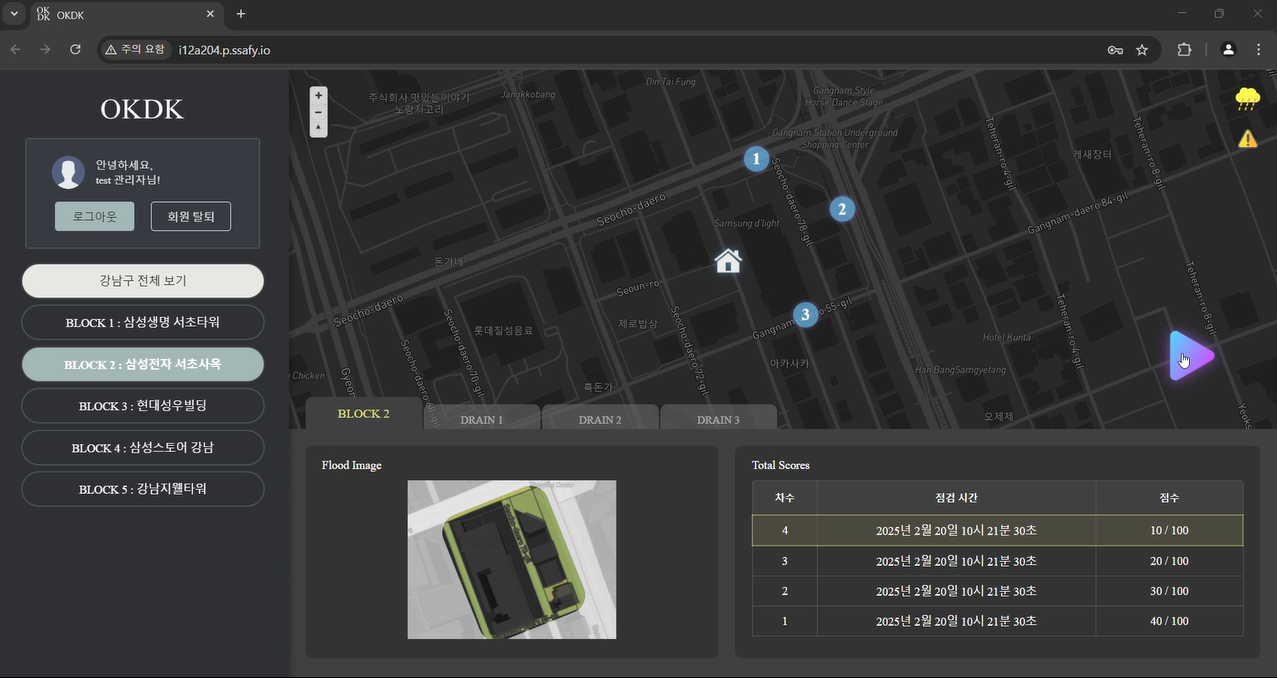 OK
DK
OKDK
주의 요함
i12a204.p.ssafy.io
OKDK
안녕하세요,
test 관리자님!
로그아웃
회원 탈퇴
강남구 전체 보기
BLOCK 1 : 삼성생명 서초타워
BLOCK 2 : 삼성전자 서초사옥
BLOCK 3 : 현대성우빌딩
BLOCK 4 : 삼성스토어 강남
BLOCK 5 : 강남지웰타워
주식회사 맛있는이야기
노랑저고리
Jangkkobang
Din Tai Fung
Gangnam Style
Horse Dance Stage
Gangnam Station Underground
Shopping Center
Teheran-ro 4-gil
Teheran-ro 8-gil
게새장터
1
2
3
Seocho-daero
Seocho-daero 78-gil
Samsung d'light
Gangnam-daero 84-gil
돈가네
Seoun-ro
Seocho-daero
롯데칠성음료
제로밥상
Seocho-daero 70-gil
Seocho-daero 72-gil
Teheran-ro 8-gil
Teheran-ro 4-gil
Hotel Kunta
아카사카
Han BangSamgyetang
Chicken
흑돈가
오제제
BLOCK 2
DRAIN 1
DRAIN 2
DRAIN 3
Flood Image
Total Scores
차수 점검 시간 점수
4 2025년 2월 20일 10시 21분 30초 10 / 100
3 2025년 2월 20일 10시 21분 30초 20 / 100
2 2025년 2월 20일 10시 21분 30초 30 / 100
1 2025년 2월 20일 10시 21분 30초 40 / 100